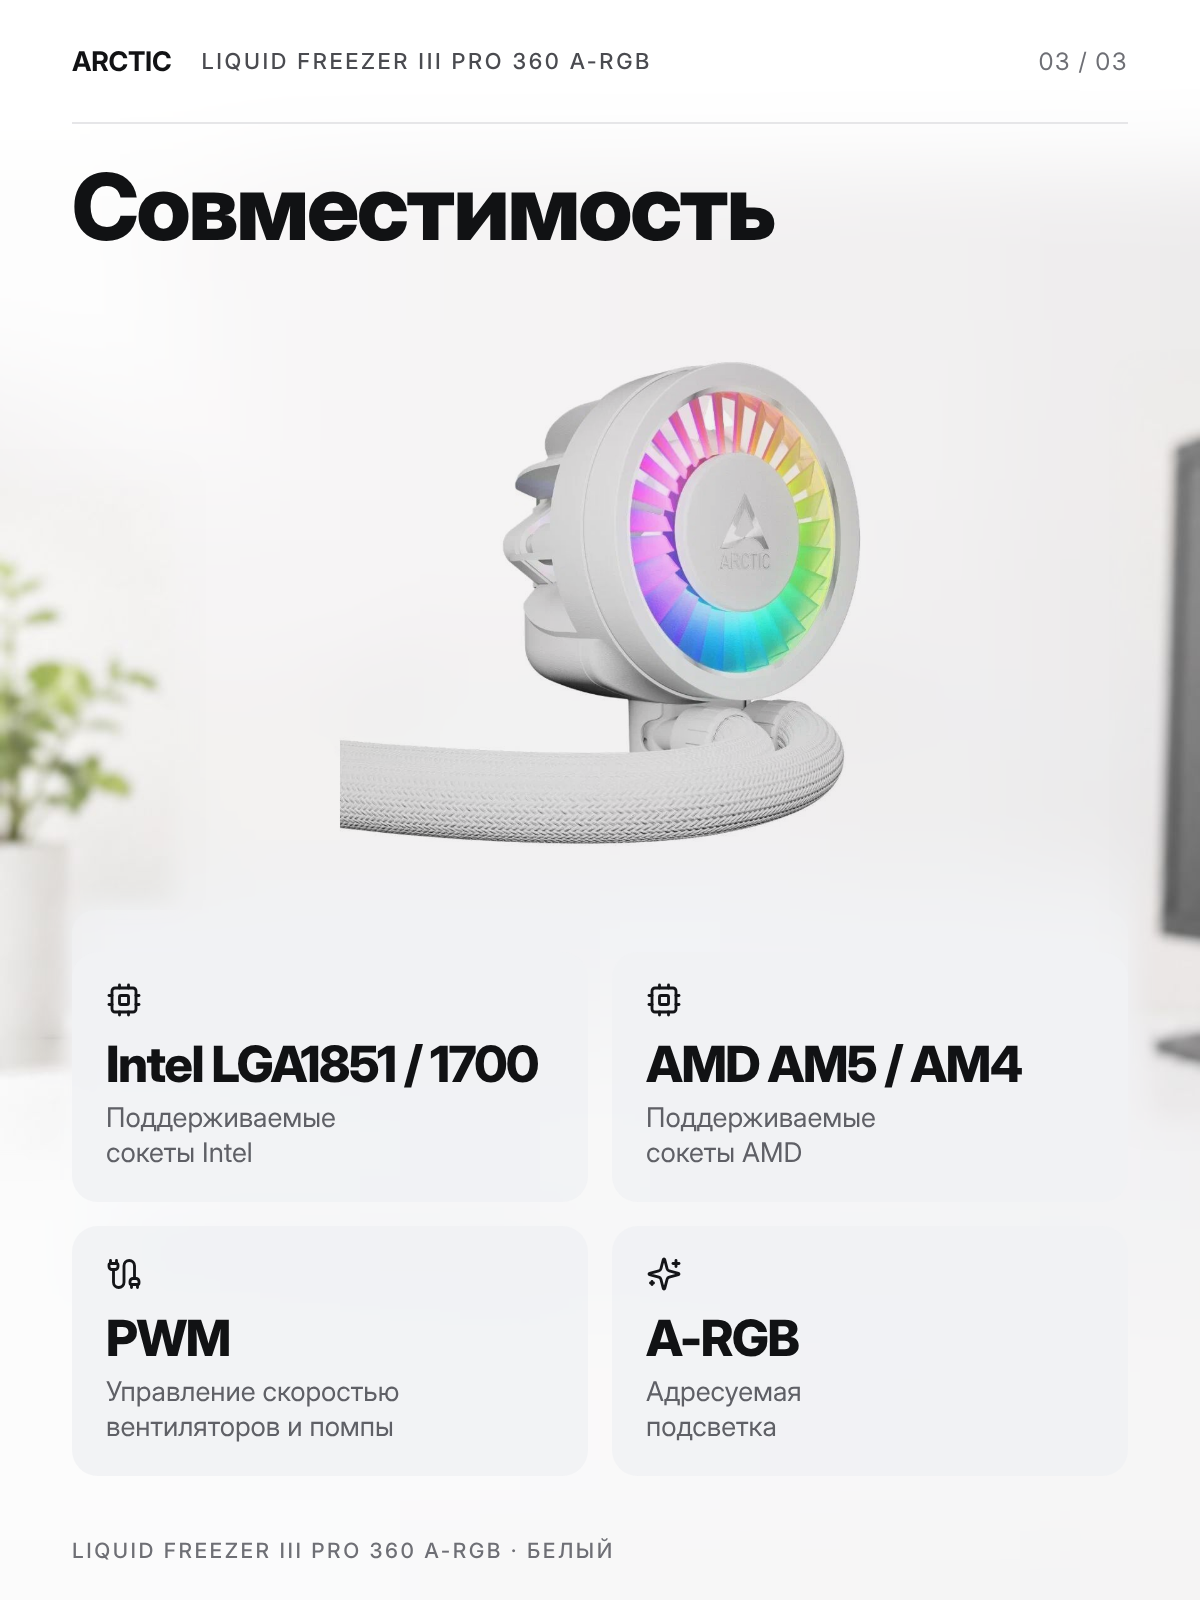 ARCTIC LIQUID FREEZER III PRO 360 A-RGB 03 / 03
Совместимость
ARCTIC
Intel LGA1851 / 1700
Поддерживаемые
сокеты Intel
AMD AM5 / AM4
Поддерживаемые
сокеты AMD
PWM
Управление скоростью
вентиляторов и помпы
A-RGB
Адресуемая
подсветка
LIQUID FREEZER III PRO 360 A-RGB · БЕЛЫЙ